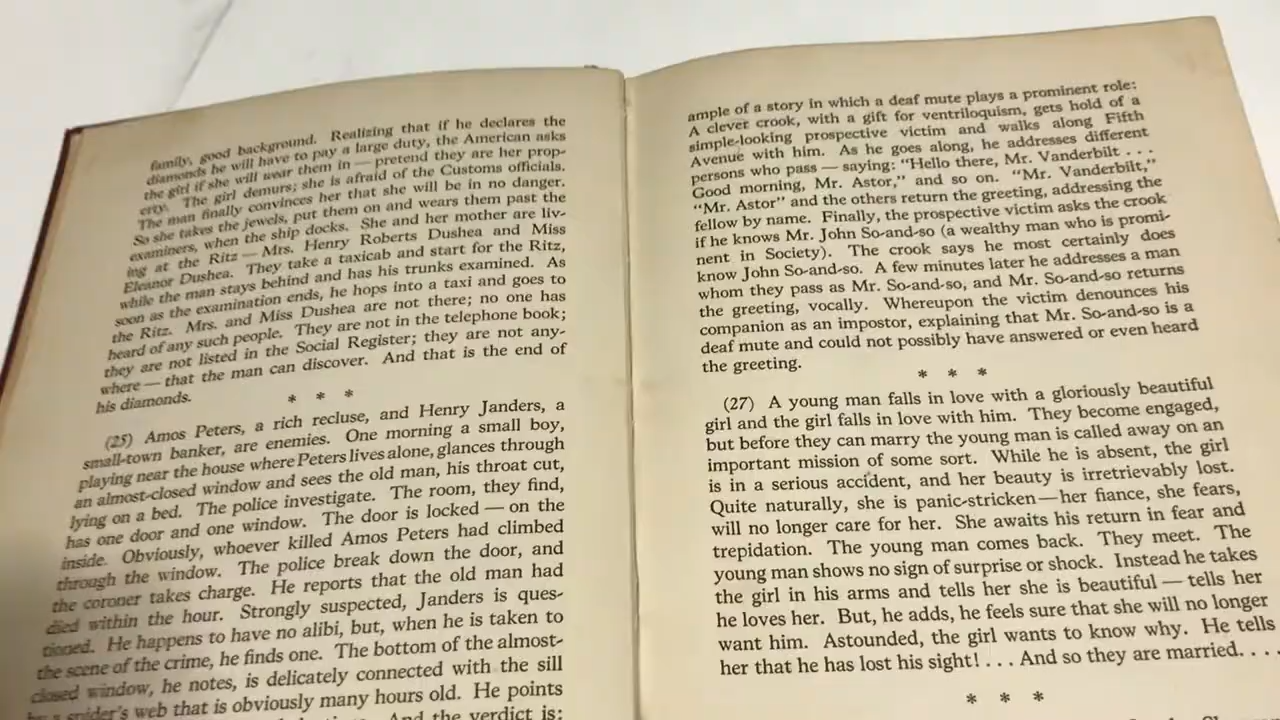 family, good background. Realizing that if he declares the
diamonds he will have to pay a large duty, the American asks
the girl if she will wear them in — pretend they are her prop-
erty. The girl demurs; she is afraid of the Customs officials.
The man finally convinces her that she will be in no danger.
So she takes the jewels, put them on and wears them past the
examiners, when the ship docks. She and her mother are liv-
ing at the Ritz — Mrs. Henry Roberts Dushea and Miss
Eleanor Dushea. They take a taxicab and start for the Ritz,
while the man stays behind and has his trunks examined. As
soon as the examination ends, he hops into a taxi and goes to
the Ritz. Mrs. and Miss Dushea are not there; no one has
heard of any such people. They are not in the telephone book;
they are not listed in the Social Register; they are not any-
where — that the man can discover. And that is the end of
his diamonds.
* * *
(25) Amos Peters, a rich recluse, and Henry Janders, a
small-town banker, are enemies. One morning a small boy,
playing near the house where Peters lives alone, glances through
an almost-closed window and sees the old man, his throat cut,
lying on a bed. The police investigate. The room, they find,
has one door and one window. The door is locked — on the
inside. Obviously, whoever killed Amos Peters had climbed
through the window. The police break down the door, and
the coroner takes charge. He reports that the old man had
died within the hour. Strongly suspected, Janders is ques-
tioned. He happens to have no alibi, but, when he is taken to
the scene of the crime, he finds one. The bottom of the almost-
closed window, he notes, is delicately connected with the sill
by a spider's web that is obviously many hours old. He points
And the verdict is:
ample of a story in which a deaf mute plays a prominent role:
A clever crook, with a gift for ventriloquism, gets hold of a
simple-looking prospective victim and walks along Fifth
Avenue with him. As he goes along, he addresses different
persons who pass — saying: "Hello there, Mr. Vanderbilt . . .
Good morning, Mr. Astor," and so on. "Mr. Vanderbilt,"
"Mr. Astor" and the others return the greeting, addressing the
fellow by name. Finally, the prospective victim asks the crook
if he knows Mr. John So-and-so (a wealthy man who is promi-
nent in Society). The crook says he most certainly does
know John So-and-so. A few minutes later he addresses a man
whom they pass as Mr. So-and-so, and Mr. So-and-so returns
the greeting, vocally. Whereupon the victim denounces his
companion as an impostor, explaining that Mr. So-and-so is a
deaf mute and could not possibly have answered or even heard
the greeting.
* * *
(27) A young man falls in love with a gloriously beautiful
girl and the girl falls in love with him. They become engaged,
but before they can marry the young man is called away on an
important mission of some sort. While he is absent, the girl
is in a serious accident, and her beauty is irretrievably lost.
Quite naturally, she is panic-stricken — her fiance, she fears,
will no longer care for her. She awaits his return in fear and
trepidation. The young man comes back. They meet. The
young man shows no sign of surprise or shock. Instead he takes
the girl in his arms and tells her she is beautiful — tells her
he loves her. But, he adds, he feels sure that she will no longer
want him. Astounded, the girl wants to know why. He tells
her that he has lost his sight! . . . And so they are married. . . .
* * *